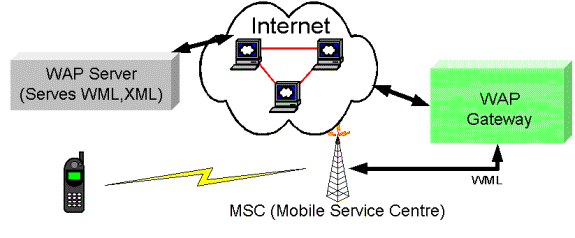 Internet
WAP Server
(Serves WML,XML)
WAP
Gateway
WML
MSC (Mobile Service Centre)